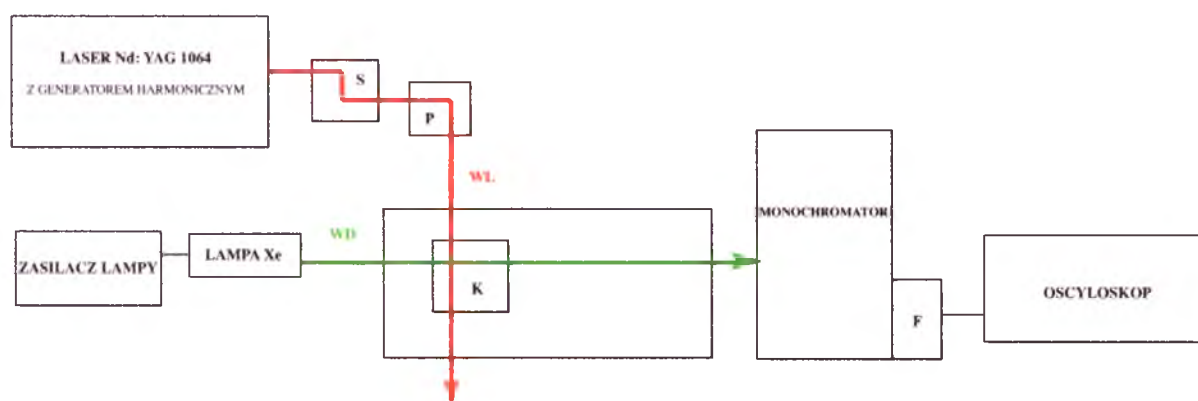 LASER Nd: YAG 1064
Z GENERATOREM HARMONICZNYM
S
P
WL
MONOCHROMATOR
WD
ZASILACZ LAMPY
LAMPA Xe
K
F
OSCYLOSKOP